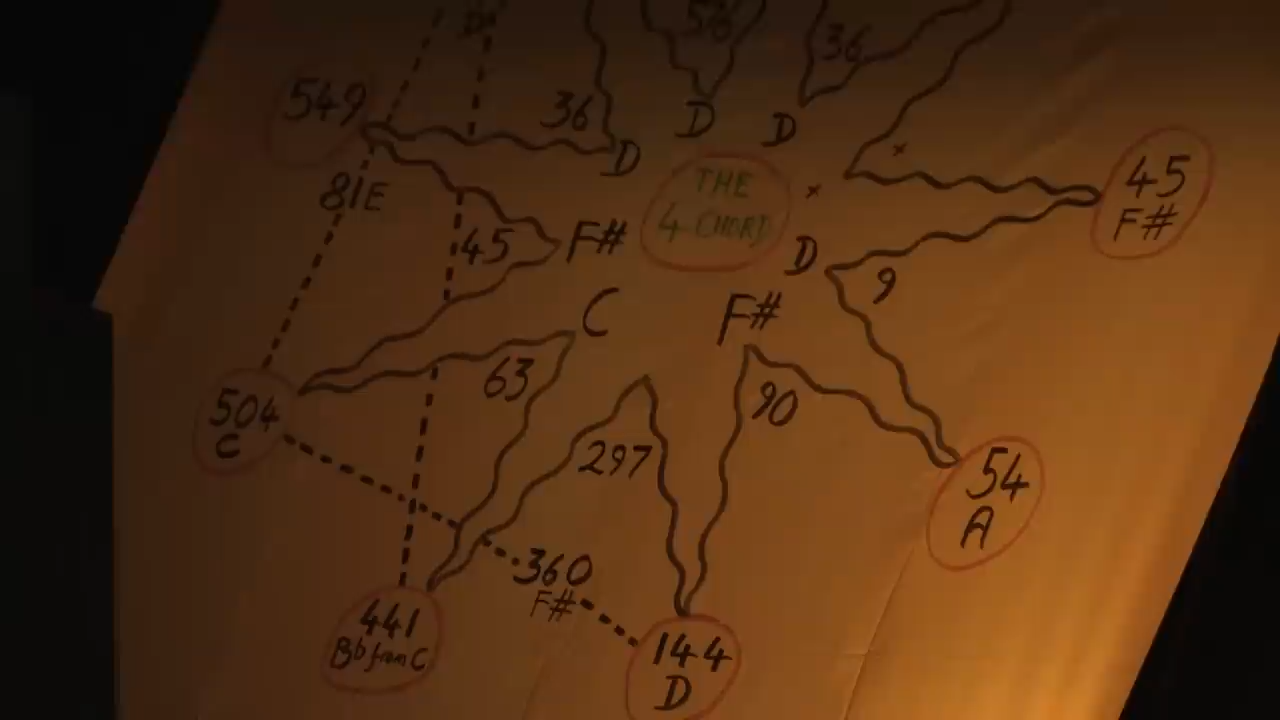 36
549
36
D
D
D
THE
4 CHORD
45
F#
81E
45
F#
D
9
C
F#
63
90
504
C
297
54
A
360
F#
441
Bb from C
144
D